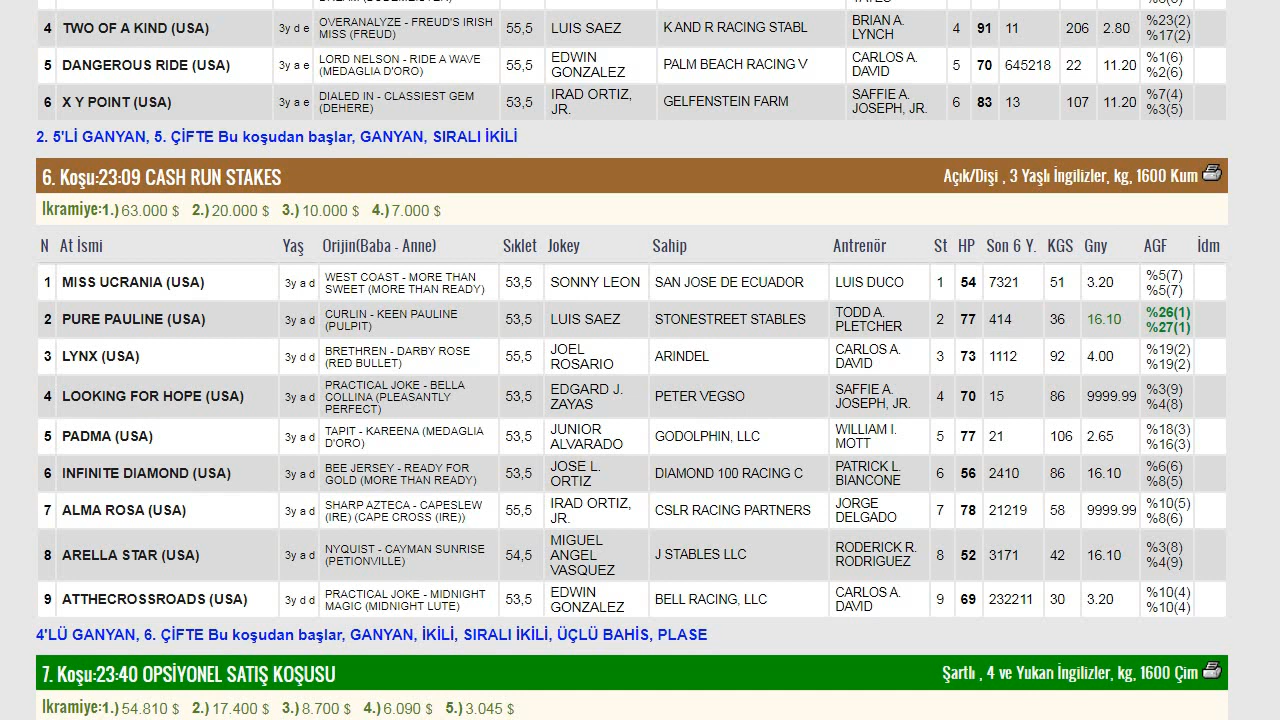 OVERANALYZE - FREUD'S IRISH BRIAN A. %23(2)
4 TWO OF A KIND (USA) 3y d e MISS (FREUD) 55,5 LUIS SAEZ K AND R RACING STABL LYNCH 4 91 11 206 2.80 %17(2)
LORD NELSON - RIDE A WAVE EDWIN CARLOS A. %1(6)
5 DANGEROUS RIDE (USA) 3y a e (MEDAGLIA D'ORO) 55,5 GONZALEZ PALM BEACH RACING V DAVID 5 70 645218 22 11.20 %2(6)
DIALED IN - CLASSIEST GEM IRAD ORTIZ, SAFFIE A. %7(4)
6 X Y POINT (USA) 3y a e (DEHERE) 53,5 JR. GELFENSTEIN FARM JOSEPH, JR. 6 83 13 107 11.20 %3(5)
2. 5'Lİ GANYAN, 5. ÇİFTE Bu koşudan başlar, GANYAN, SIRALI İKİLİ
6. Koşu:23:09 CASH RUN STAKES Açık/Dişi , 3 Yaşlı İngilizler, kg, 1600 Kum
İkramiye:1.) 63.000 $ 2.) 20.000 $ 3.) 10.000 $ 4.) 7.000 $
N At İsmi Yaş Orijin(Baba - Anne) Sıklet Jokey Sahip Antrenör St HP Son 6 Y. KGS Gny AGF İdm
WEST COAST - MORE THAN %5(7)
1 MISS UCRANIA (USA) 3y a d SWEET (MORE THAN READY) 53,5 SONNY LEON SAN JOSE DE ECUADOR LUIS DUCO 1 54 7321 51 3.20 %5(7)
CURLIN - KEEN PAULINE TODD A. %26(1)
2 PURE PAULINE (USA) 3y a d (PULPIT) 53,5 LUIS SAEZ STONESTREET STABLES PLETCHER 2 77 414 36 16.10 %27(1)
BRETHREN - DARBY ROSE JOEL CARLOS A. %19(2)
3 LYNX (USA) 3y d d (RED BULLET) 55,5 ROSARIO ARINDEL DAVID 3 73 1112 92 4.00 %19(2)
PRACTICAL JOKE - BELLA EDGARD J. SAFFIE A. %3(9)
4 LOOKING FOR HOPE (USA) 3y a d COLLINA (PLEASANTLY 53,5 ZAYAS PETER VEGSO JOSEPH, JR. 4 70 15 86 9999.99 %4(8)
PERFECT)
TAPIT - KAREENA (MEDAGLIA JUNIOR WILLIAM I. %18(3)
5 PADMA (USA) 3y a d D'ORO) 53,5 ALVARADO GODOLPHIN, LLC MOTT 5 77 21 106 2.65 %16(3)
BEE JERSEY - READY FOR JOSE L. PATRICK L. %6(6)
6 INFINITE DIAMOND (USA) 3y a d GOLD (MORE THAN READY) 53,5 ORTIZ DIAMOND 100 RACING C BIANCONE 6 56 2410 86 16.10 %8(5)
SHARP AZTECA - CAPESLEW IRAD ORTIZ, JORGE %10(5)
7 ALMA ROSA (USA) 3y a d (IRE) (CAPE CROSS (IRE)) 55,5 JR. CSLR RACING PARTNERS DELGADO 7 78 21219 58 9999.99 %8(6)
NYQUIST - CAYMAN SUNRISE MIGUEL RODERICK R. %3(8)
8 ARELLA STAR (USA) 3y a d (PETIONVILLE) 54,5 ANGEL J STABLES LLC RODRIGUEZ 8 52 3171 42 16.10 %4(9)
VASQUEZ
PRACTICAL JOKE - MIDNIGHT EDWIN CARLOS A. %10(4)
9 ATTHECROSSROADS (USA) 3y d d MAGIC (MIDNIGHT LUTE) 53,5 GONZALEZ BELL RACING, LLC DAVID 9 69 232211 30 3.20 %10(4)
4'LÜ GANYAN, 6. ÇİFTE Bu koşudan başlar, GANYAN, İKİLİ, SIRALI İKİLİ, ÜÇLÜ BAHİS, PLASE
7. Koşu:23:40 OPSİYONEL SATIŞ KOŞUSU Şartlı , 4 ve Yukarı İngilizler, kg, 1600 Çim
İkramiye:1.) 54.810 $ 2.) 17.400 $ 3.) 8.700 $ 4.) 6.090 $ 5.) 3.045 $